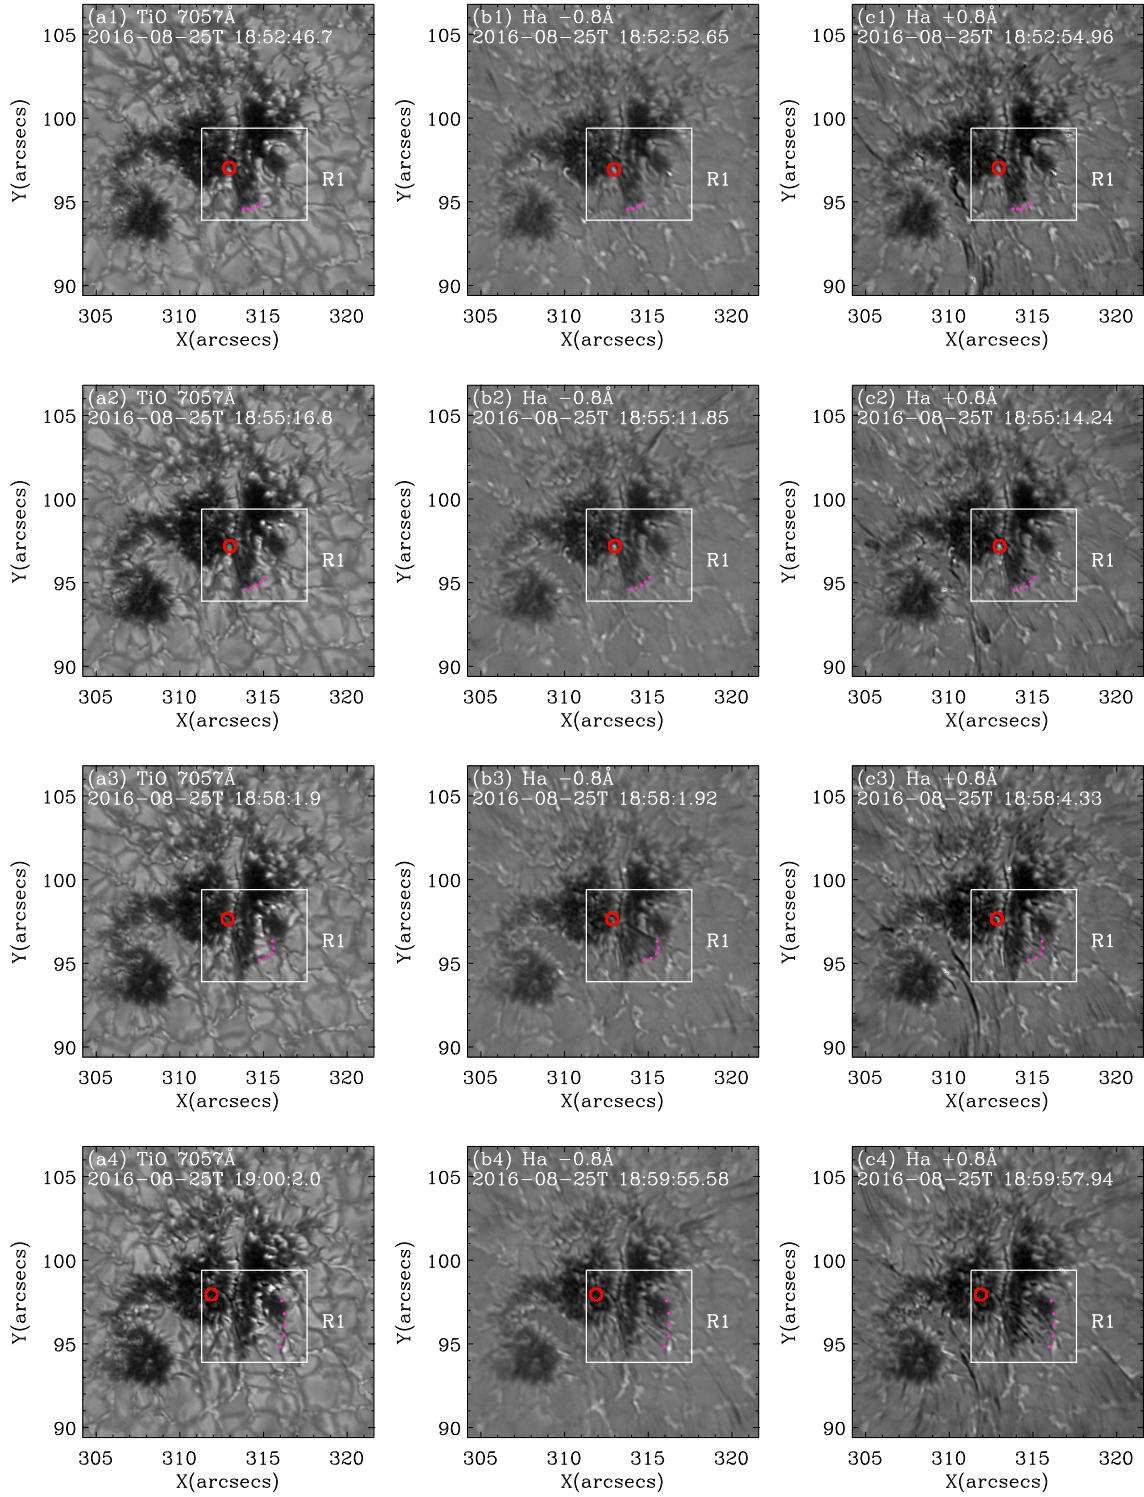 (a1) TiO 7057Å
2016-08-25T 18:52:46.7
R1
105
100
95
90
Y(arcsecs)
305 310 315 320
X(arcsecs)
(b1) Ha -0.8Å
2016-08-25T 18:52:52.65
R1
105
100
95
90
Y(arcsecs)
305 310 315 320
X(arcsecs)
(c1) Ha +0.8Å
2016-08-25T 18:52:54.96
R1
105
100
95
90
Y(arcsecs)
305 310 315 320
X(arcsecs)
(a2) TiO 7057Å
2016-08-25T 18:55:16.8
R1
105
100
95
90
Y(arcsecs)
305 310 315 320
X(arcsecs)
(b2) Ha -0.8Å
2016-08-25T 18:55:11.85
R1
105
100
95
90
Y(arcsecs)
305 310 315 320
X(arcsecs)
(c2) Ha +0.8Å
2016-08-25T 18:55:14.24
R1
105
100
95
90
Y(arcsecs)
305 310 315 320
X(arcsecs)
(a3) TiO 7057Å
2016-08-25T 18:58:1.9
R1
105
100
95
90
Y(arcsecs)
305 310 315 320
X(arcsecs)
(b3) Ha -0.8Å
2016-08-25T 18:58:1.92
R1
105
100
95
90
Y(arcsecs)
305 310 315 320
X(arcsecs)
(c3) Ha +0.8Å
2016-08-25T 18:58:4.33
R1
105
100
95
90
Y(arcsecs)
305 310 315 320
X(arcsecs)
(a4) TiO 7057Å
2016-08-25T 19:00:2.0
R1
105
100
95
90
Y(arcsecs)
305 310 315 320
X(arcsecs)
(b4) Ha -0.8Å
2016-08-25T 18:59:55.58
R1
105
100
95
90
Y(arcsecs)
305 310 315 320
X(arcsecs)
(c4) Ha +0.8Å
2016-08-25T 18:59:57.94
R1
105
100
95
90
Y(arcsecs)
305 310 315 320
X(arcsecs)